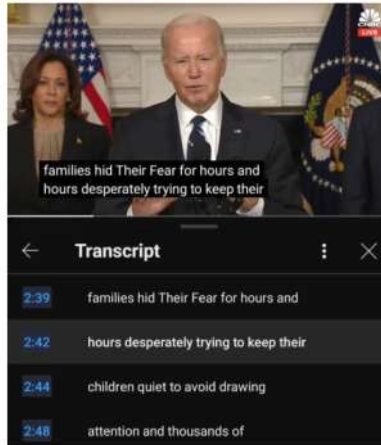 CNBC
LIVE
families hid Their Fear for hours and
hours desperately trying to keep their
Transcript
2:39 families hid Their Fear for hours and
2:42 hours desperately trying to keep their
2:44 children quiet to avoid drawing
2:48 attention and thousands of